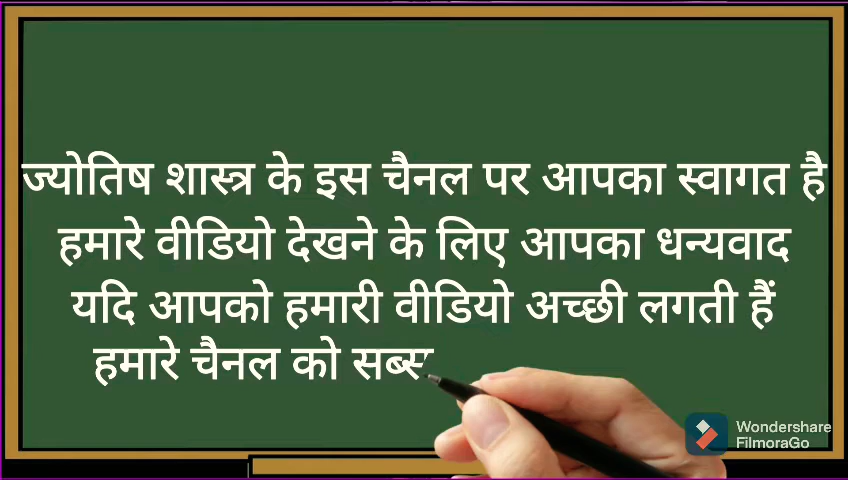 ज्योतिष शास्त्र के इस चैनल पर आपका स्वागत है
हमारे वीडियो देखने के लिए आपका धन्यवाद
यदि आपको हमारी वीडियो अच्छी लगती हैं
हमारे चैनल को सब्स
Wondershare
FilmoraGo